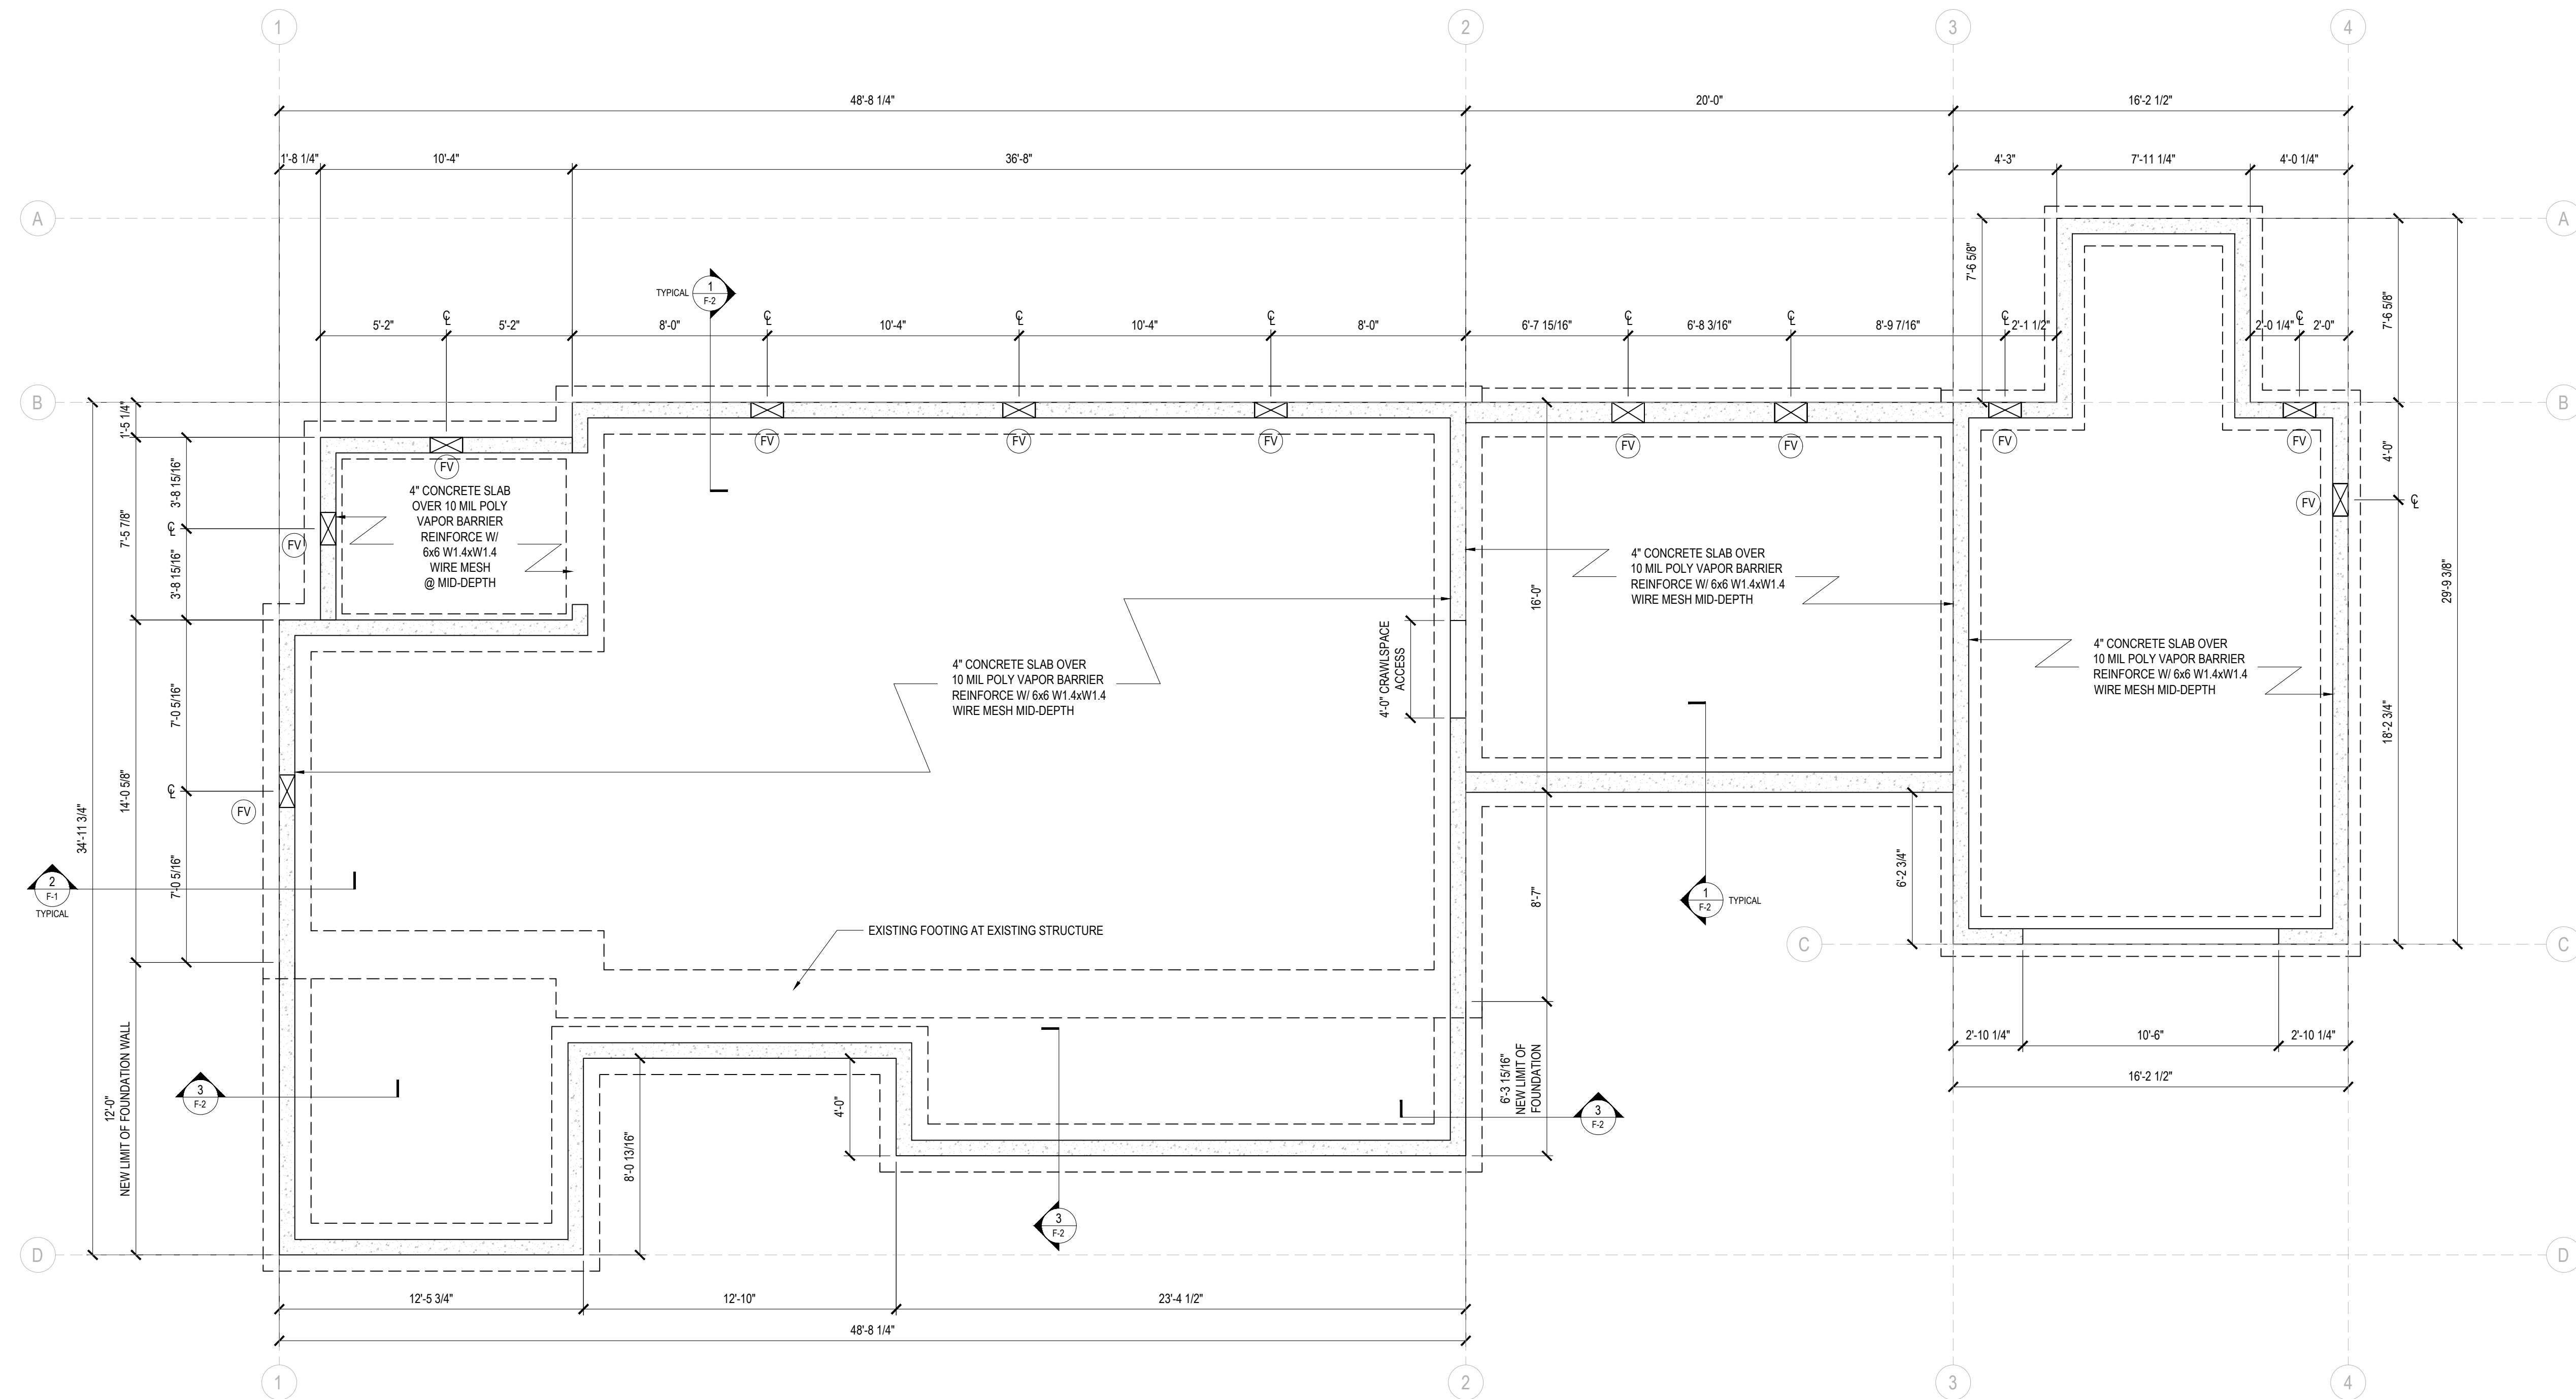 1
2
3
4
48'-8 1/4"
20'-0"
16'-2 1/2"
1'-8 1/4"
10'-4"
36'-8"
4'-3"
7'-11 1/4"
4'-0 1/4"
A
A
7'-6 5/8"
7'-6 5/8"
TYPICAL
1
F-2
5'-2"
CL
5'-2"
8'-0"
CL
10'-4"
CL
10'-4"
CL
8'-0"
6'-7 15/16"
CL
6'-8 3/16"
CL
8'-9 7/16"
CL
2'-1 1/2"
2'-0 1/4"
CL
2'-0"
B
B
1'-5 1/4"
FV
FV
FV
FV
FV
FV
FV
FV
4'-0"
FV
CL
FV
3'-8 15/16"
7'-5 7/8"
CL
3'-8 15/16"
FV
4" CONCRETE SLAB
OVER 10 MIL POLY
VAPOR BARRIER
REINFORCE W/
6x6 W1.4xW1.4
WIRE MESH
@ MID-DEPTH
4" CONCRETE SLAB OVER
10 MIL POLY VAPOR BARRIER
REINFORCE W/ 6x6 W1.4xW1.4
WIRE MESH MID-DEPTH
16'-0"
29'-9 3/8"
4'-0" CRAWLSPACE
ACCESS
4" CONCRETE SLAB OVER
10 MIL POLY VAPOR BARRIER
REINFORCE W/ 6x6 W1.4xW1.4
WIRE MESH MID-DEPTH
4" CONCRETE SLAB OVER
10 MIL POLY VAPOR BARRIER
REINFORCE W/ 6x6 W1.4xW1.4
WIRE MESH MID-DEPTH
18'-2 3/4"
7'-0 5/16"
14'-0 5/8"
CL
FV
34'-11 3/4"
7'-0 5/16"
2
F-1
TYPICAL
8'-7"
1
F-2
TYPICAL
6'-2 3/4"
EXISTING FOOTING AT EXISTING STRUCTURE
C
C
2'-10 1/4"
10'-6"
2'-10 1/4"
16'-2 1/2"
12'-0"
NEW LIMIT OF FOUNDATION WALL
3
F-2
8'-0 13/16"
4'-0"
6'-3 15/16"
NEW LIMIT OF
FOUNDATION
3
F-2
3
F-2
D
D
12'-5 3/4"
12'-10"
23'-4 1/2"
48'-8 1/4"
1
2
3
4